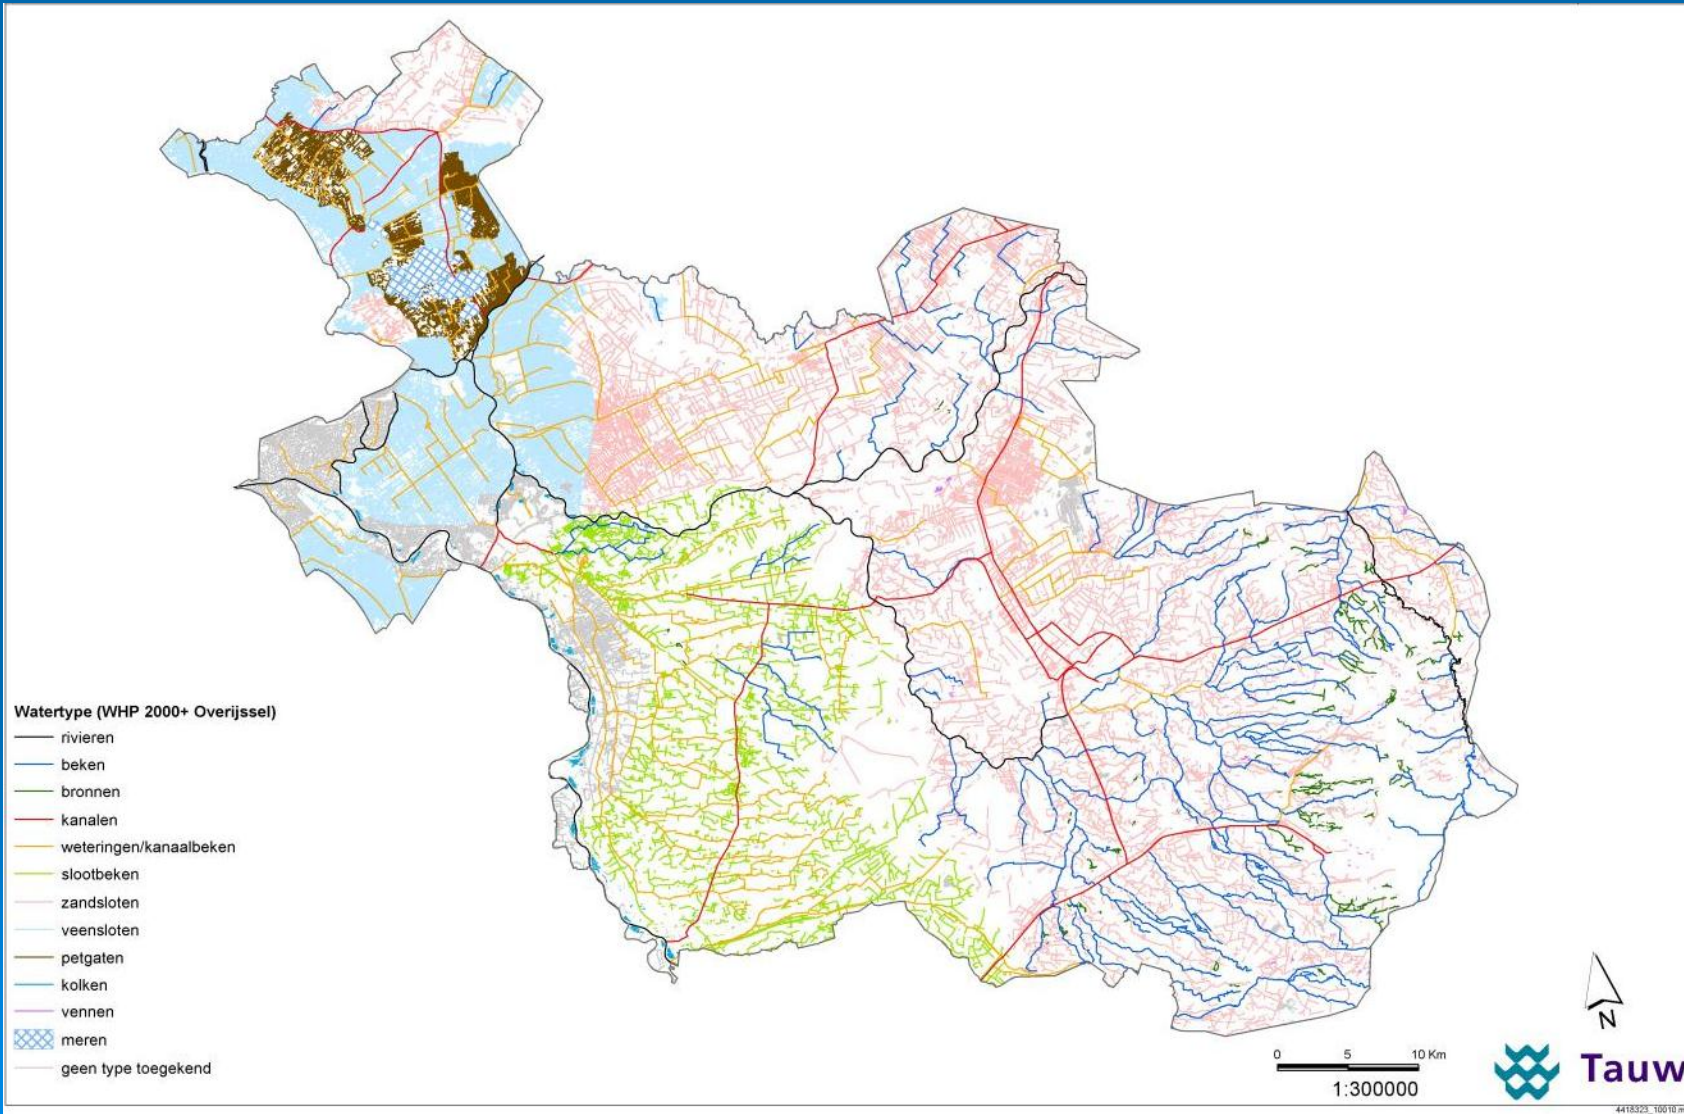 Watertype (WHP 2000+ Overijssel)
rivieren
beken
bronnen
kanalen
weteringen/kanaalbeken
slootbeken
zandsloten
veensloten
petgaten
kolken
vennen
meren
geen type toegekend
N
0 5 10 Km
1:300000
Tauw